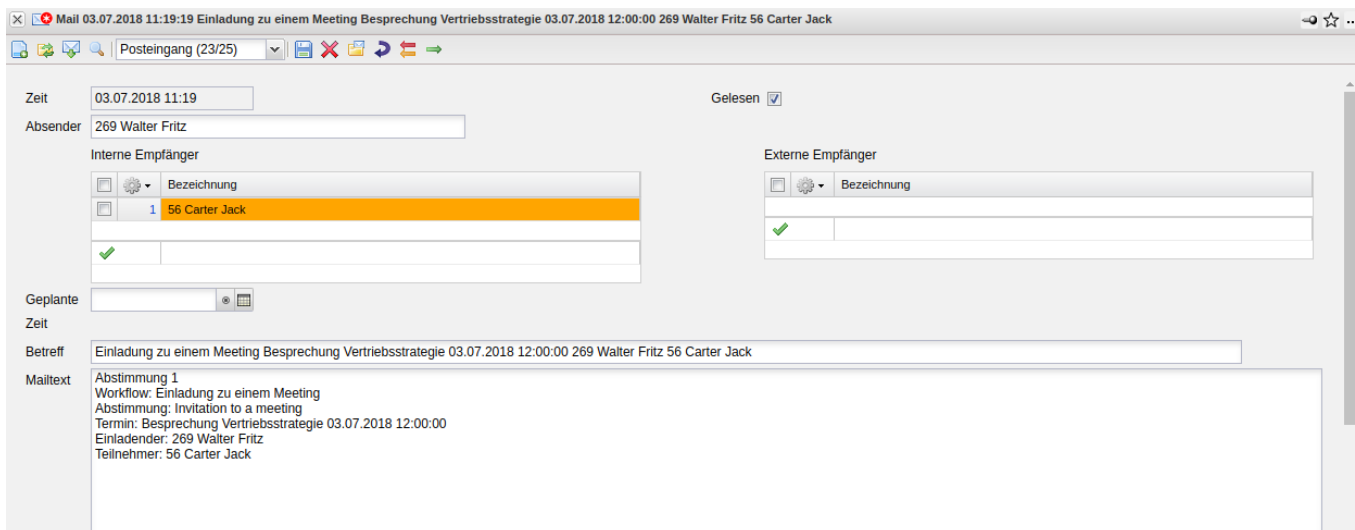 Mail 03.07.2018 11:19:19 Einladung zu einem Meeting Besprechung Vertriebsstrategie 03.07.2018 12:00:00 269 Walter Fritz 56 Carter Jack
Posteingang (23/25)
Zeit 03.07.2018 11:19 Gelesen
Absender 269 Walter Fritz
Interne Empfänger Externe Empfänger
Bezeichnung Bezeichnung
1 56 Carter Jack
Geplante
Zeit
Betreff Einladung zu einem Meeting Besprechung Vertriebsstrategie 03.07.2018 12:00:00 269 Walter Fritz 56 Carter Jack
Mailtext Abstimmung 1
Workflow: Einladung zu einem Meeting
Abstimmung: Invitation to a meeting
Termin: Besprechung Vertriebsstrategie 03.07.2018 12:00:00
Einladender: 269 Walter Fritz
Teilnehmer: 56 Carter Jack